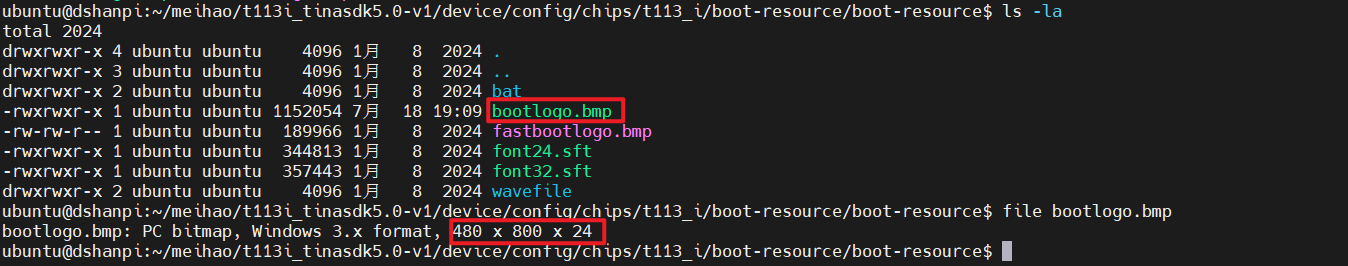 ubuntu@dshanpi:~/meihao/t113i_tinasdk5.0-v1/device/config/chips/t113_i/boot-resource/boot-resource$ ls -la
total 2024
drwxrwxr-x 4 ubuntu ubuntu    4096 1月   8  2024 .
drwxrwxr-x 3 ubuntu ubuntu    4096 1月   8  2024 ..
drwxrwxr-x 2 ubuntu ubuntu    4096 1月   8  2024 bat
-rwxrwxr-x 1 ubuntu ubuntu 1152054 7月  18 19:09 bootlogo.bmp
-rw-rw-r-- 1 ubuntu ubuntu  189966 1月   8  2024 fastbootlogo.bmp
-rwxrwxr-x 1 ubuntu ubuntu  344813 1月   8  2024 font24.sft
-rwxrwxr-x 1 ubuntu ubuntu  357443 1月   8  2024 font32.sft
drwxrwxr-x 2 ubuntu ubuntu    4096 1月   8  2024 wavefile
ubuntu@dshanpi:~/meihao/t113i_tinasdk5.0-v1/device/config/chips/t113_i/boot-resource/boot-resource$ file bootlogo.bmp
bootlogo.bmp: PC bitmap, Windows 3.x format, 480 x 800 x 24
ubuntu@dshanpi:~/meihao/t113i_tinasdk5.0-v1/device/config/chips/t113_i/boot-resource/boot-resource$